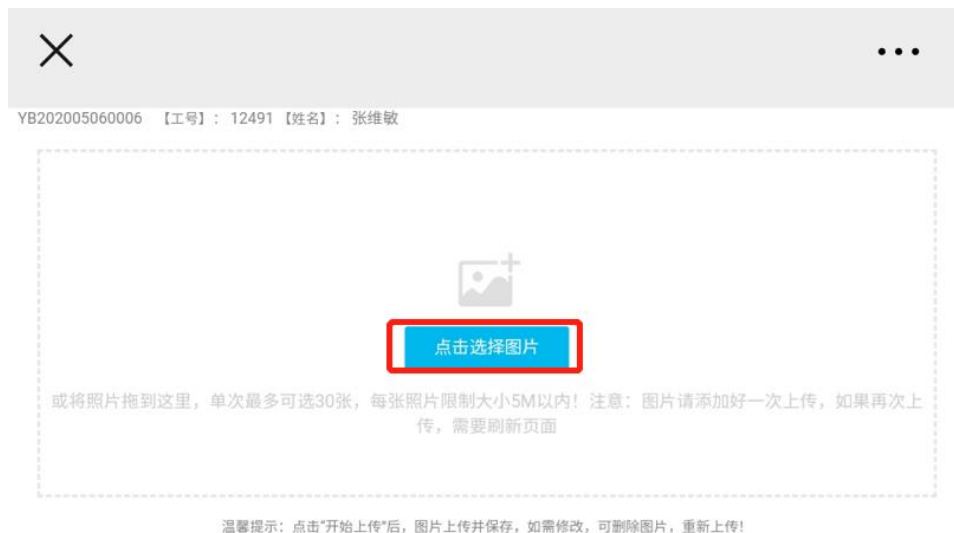 YB202005060006 【工号】: 12491【姓名】: 张维敏
点击选择图片
或将照片拖到这里，单次最多可选30张，每张照片限制大小5M以内！注意：图片请添加好一次上传，如果再次上
传，需要刷新页面
温馨提示：点击“开始上传”后，图片上传并保存，如需修改，可删除图片，重新上传！